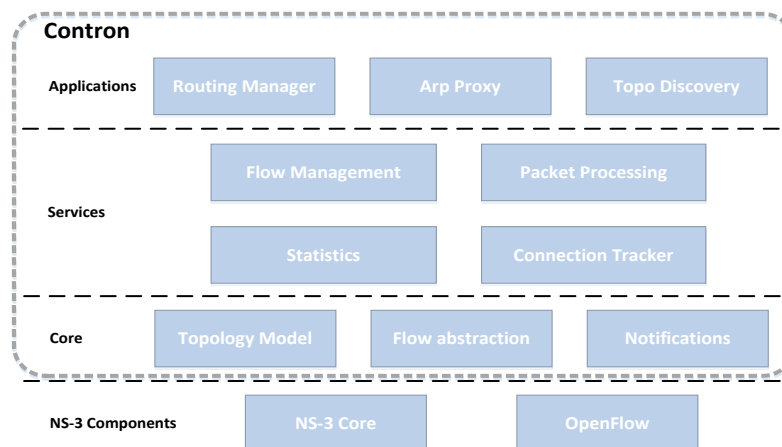 Contron
Applications
Routing Manager
Arp Proxy
Topo Discovery
Flow Management
Packet Processing
Services
Statistics
Connection Tracker
Core
Topology Model
Flow abstraction
Notifications
NS-3 Components
NS-3 Core
OpenFlow